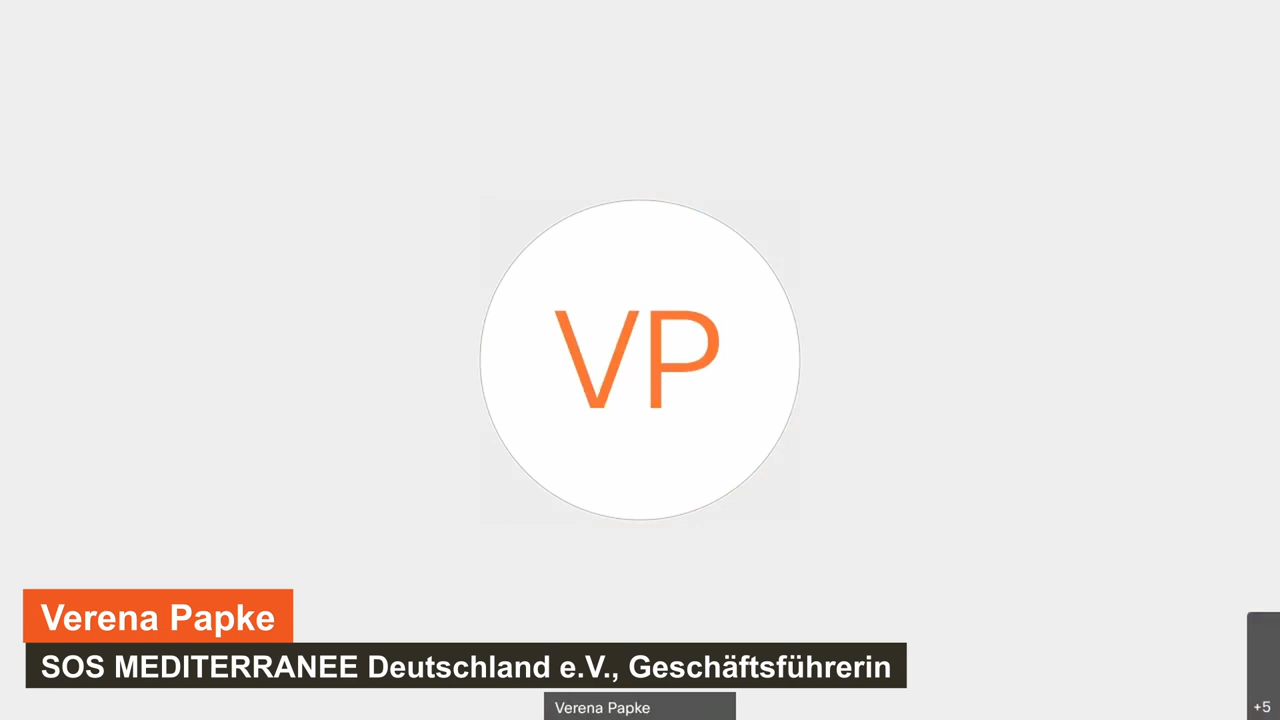 VP
Verena Papke
SOS MEDITERRANEE Deutschland e.V., Geschäftsführerin
Verena Papke
+5